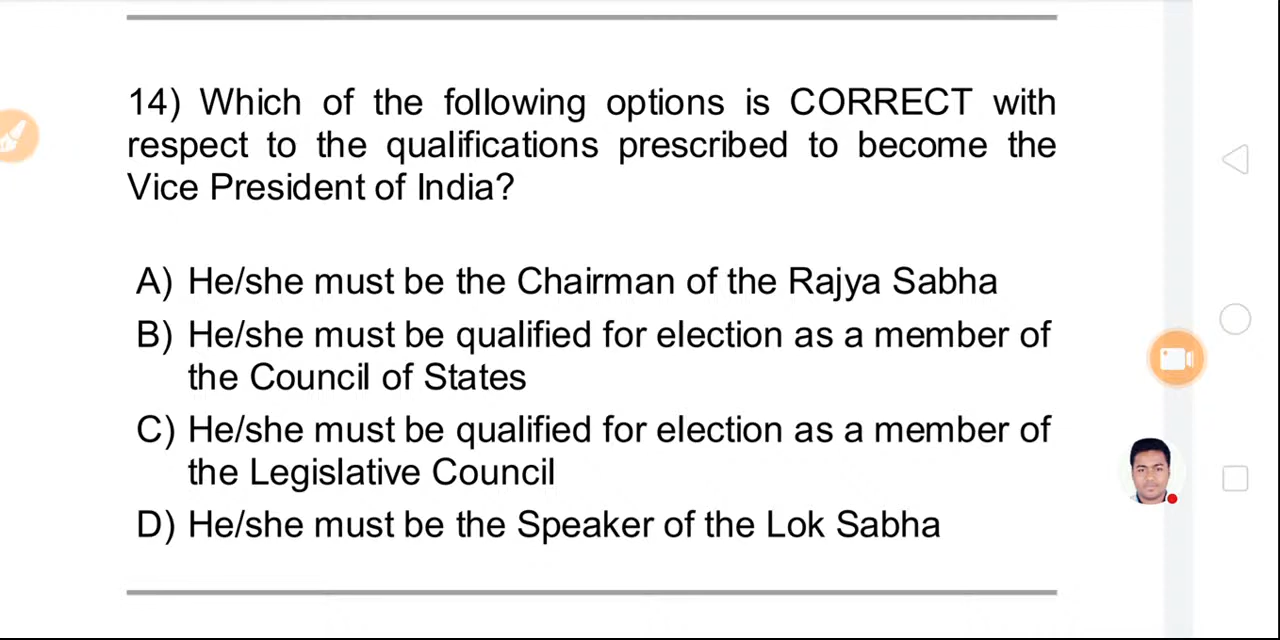 14) Which of the following options is CORRECT with
respect to the qualifications prescribed to become the
Vice President of India?
A) He/she must be the Chairman of the Rajya Sabha
B) He/she must be qualified for election as a member of
the Council of States
C) He/she must be qualified for election as a member of
the Legislative Council
D) He/she must be the Speaker of the Lok Sabha